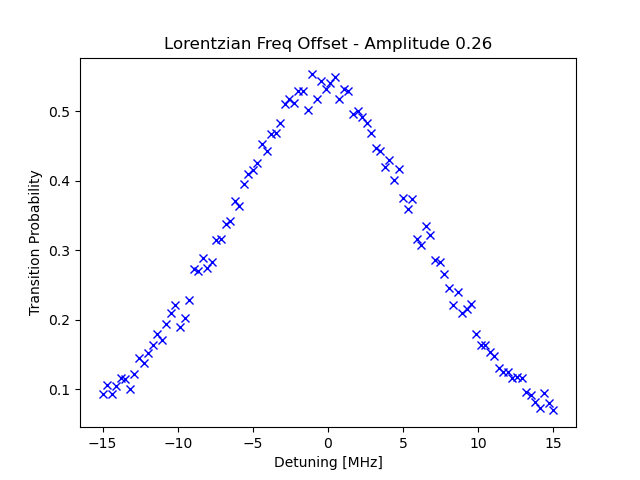 Lorentzian Freq Offset - Amplitude 0.26
Transition Probability
0.5
0.4
0.3
0.2
0.1
−15 −10 −5 0 5 10 15
Detuning [MHz]